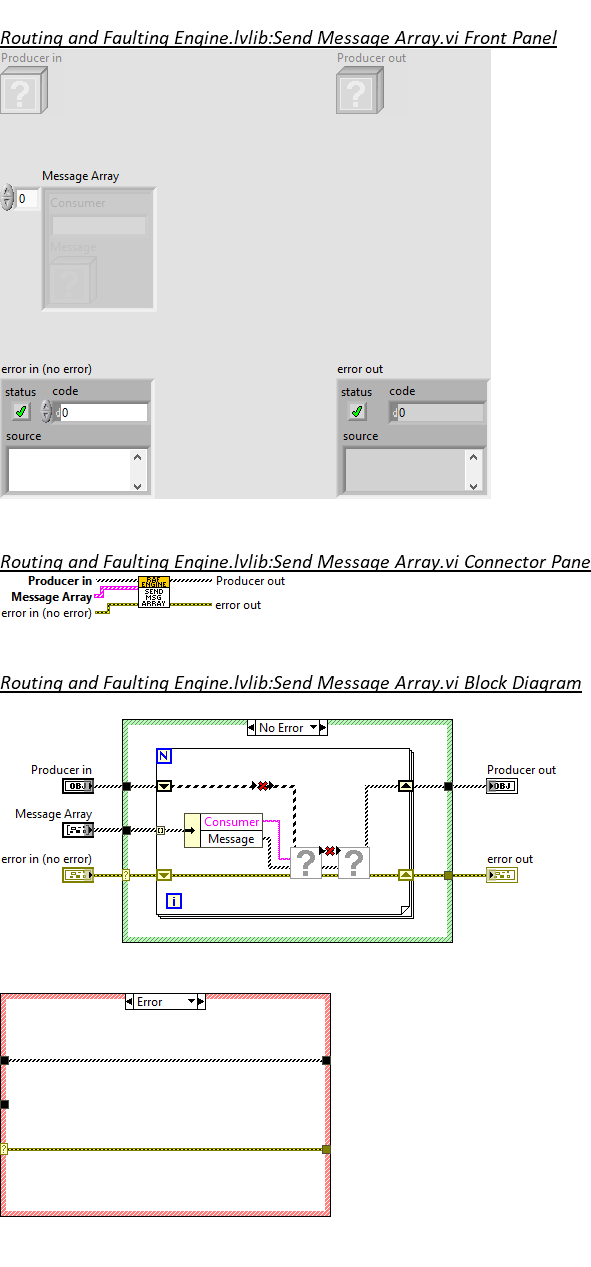 Routing and Faulting Engine.lvlib:Send Message Array.vi Front Panel
Producer in
Producer out
?
?
Message Array
0
Consumer
Message
?
error in (no error)
error out
status code
status code
d0
d0
source
source
Routing and Faulting Engine.lvlib:Send Message Array.vi Connector Pane
Producer in
Producer out
Message Array
error in (no error)
error out
R&F
ENGINE
SEND
MSG
ARRAY
Routing and Faulting Engine.lvlib:Send Message Array.vi Block Diagram
No Error
N
Producer in
Producer out
OBJ
OBJ
Message Array
Consumer
Message
error in (no error)
error out
?
?
?
i
Error
?